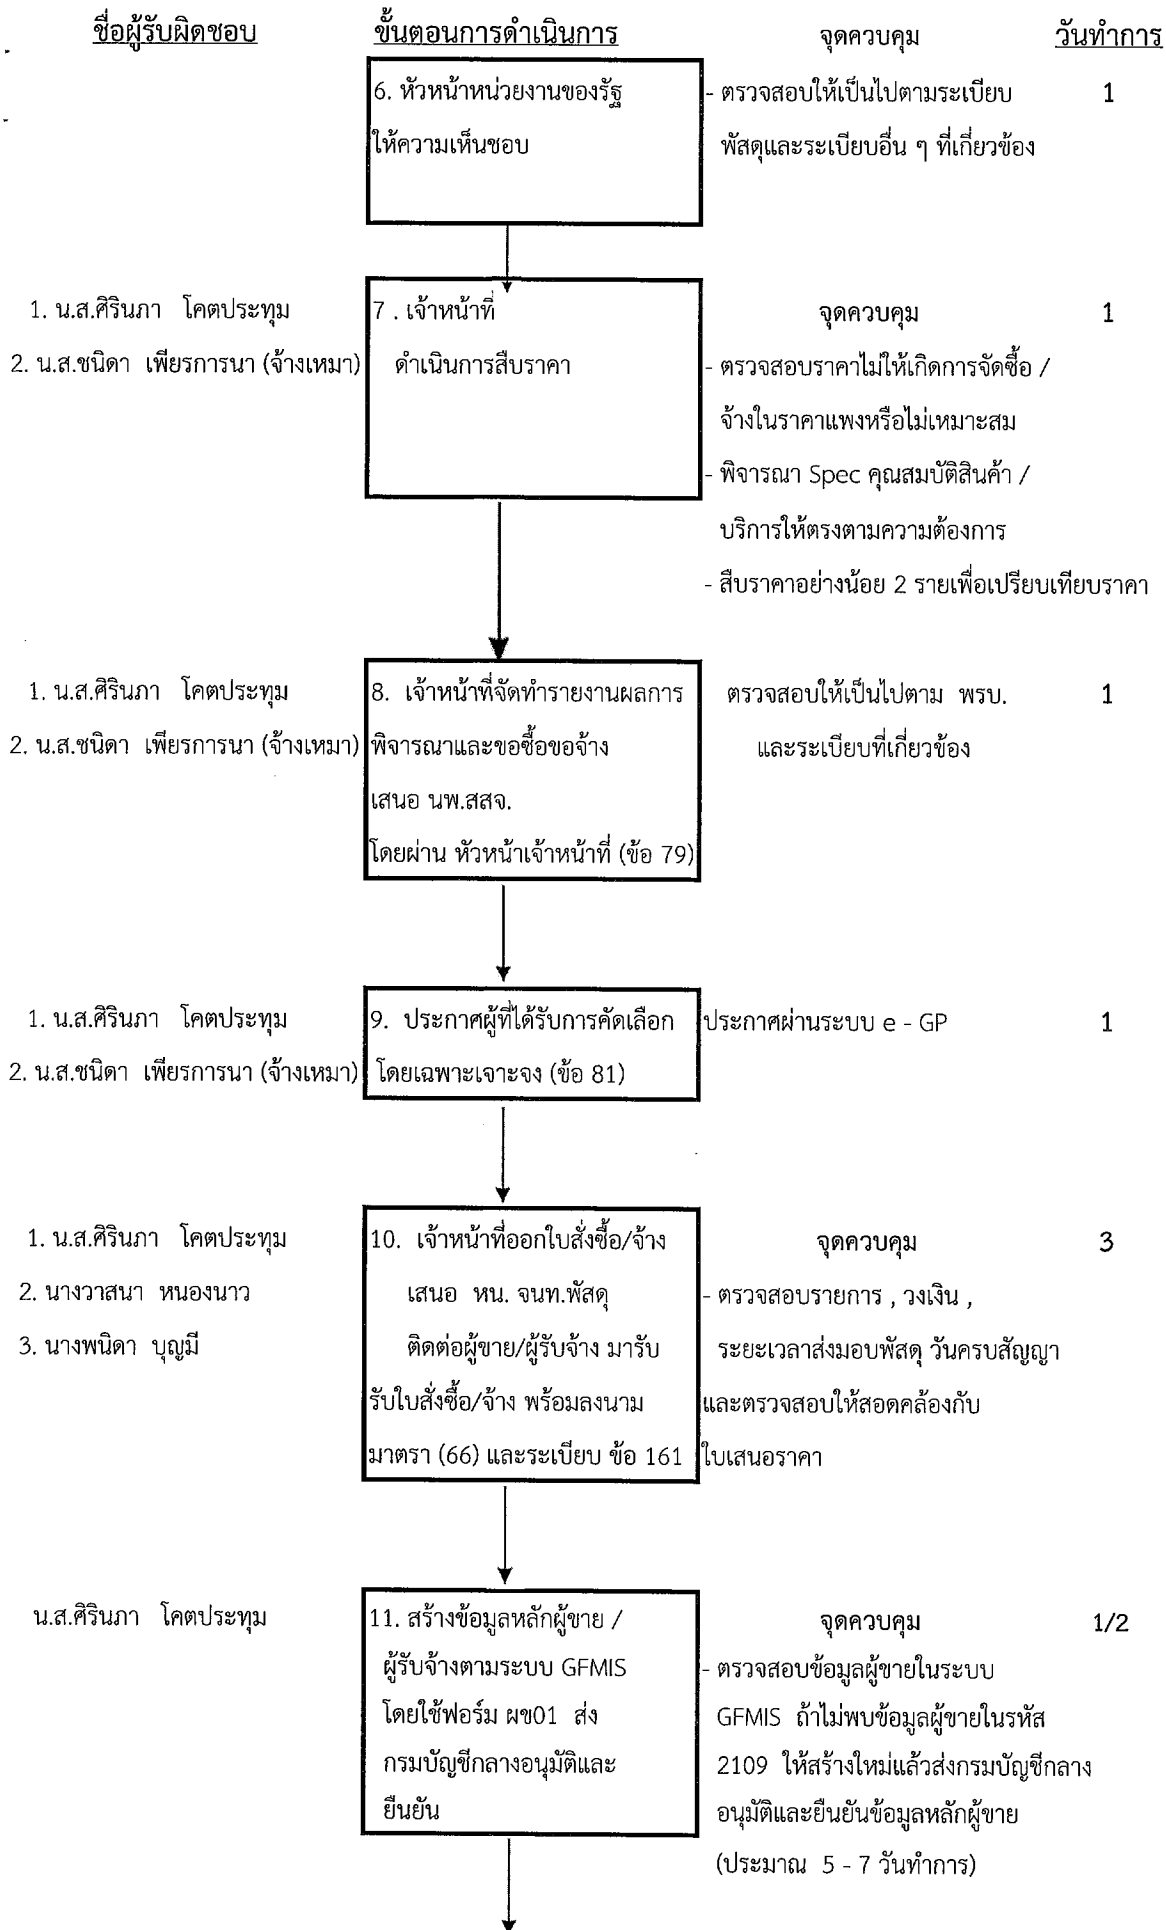 ชื่อผู้รับผิดชอบ ขั้นตอนการดำเนินการ จุดควบคุม วันทำการ
6. หัวหน้าหน่วยงานของรัฐ - ตรวจสอบให้เป็นไปตามระเบียบ 1
ให้ความเห็นชอบ พัสดุและระเบียบอื่น ๆ ที่เกี่ยวข้อง
1. น.ส.ศิรินภา โคตประทุม 7 . เจ้าหน้าที่ จุดควบคุม 1
2. น.ส.ชนิดา เพียรการนา (จ้างเหมา) ดำเนินการสืบราคา - ตรวจสอบราคาไม่ให้เกิดการจัดซื้อ /
จ้างในราคาแพงหรือไม่เหมาะสม
- พิจารณา Spec คุณสมบัติสินค้า /
บริการให้ตรงตามความต้องการ
- สืบราคาอย่างน้อย 2 รายเพื่อเปรียบเทียบราคา
1. น.ส.ศิรินภา โคตประทุม 8. เจ้าหน้าที่จัดทำรายงานผลการ ตรวจสอบให้เป็นไปตาม พรบ. 1
2. น.ส.ชนิดา เพียรการนา (จ้างเหมา) พิจารณาและขอซื้อขอจ้าง และระเบียบที่เกี่ยวข้อง
เสนอ นพ.สสจ.
โดยผ่าน หัวหน้าเจ้าหน้าที่ (ข้อ 79)
1. น.ส.ศิรินภา โคตประทุม 9. ประกาศผู้ที่ได้รับการคัดเลือก ประกาศผ่านระบบ e - GP 1
2. น.ส.ชนิดา เพียรการนา (จ้างเหมา) โดยเฉพาะเจาะจง (ข้อ 81)
1. น.ส.ศิรินภา โคตประทุม 10. เจ้าหน้าที่ออกใบสั่งซื้อ/จ้าง จุดควบคุม 3
2. นางวาสนา หนองนาว เสนอ หน. จนท.พัสดุ - ตรวจสอบรายการ , วงเงิน ,
3. นางพนิดา บุญมี ติดต่อผู้ขาย/ผู้รับจ้าง มารับ ระยะเวลาส่งมอบพัสดุ วันครบสัญญา
รับใบสั่งซื้อ/จ้าง พร้อมลงนาม และตรวจสอบให้สอดคล้องกับ
มาตรา (66) และระเบียบ ข้อ 161 ใบเสนอราคา
น.ส.ศิรินภา โคตประทุม 11. สร้างข้อมูลหลักผู้ขาย / จุดควบคุม 1/2
ผู้รับจ้างตามระบบ GFMIS - ตรวจสอบข้อมูลผู้ขายในระบบ
โดยใช้ฟอร์ม ผข01 ส่ง GFMIS ถ้าไม่พบข้อมูลผู้ขายในรหัส
กรมบัญชีกลางอนุมัติและ 2109 ให้สร้างใหม่แล้วส่งกรมบัญชีกลาง
ยืนยัน อนุมัติและยืนยันข้อมูลหลักผู้ขาย
(ประมาณ 5 - 7 วันทำการ)